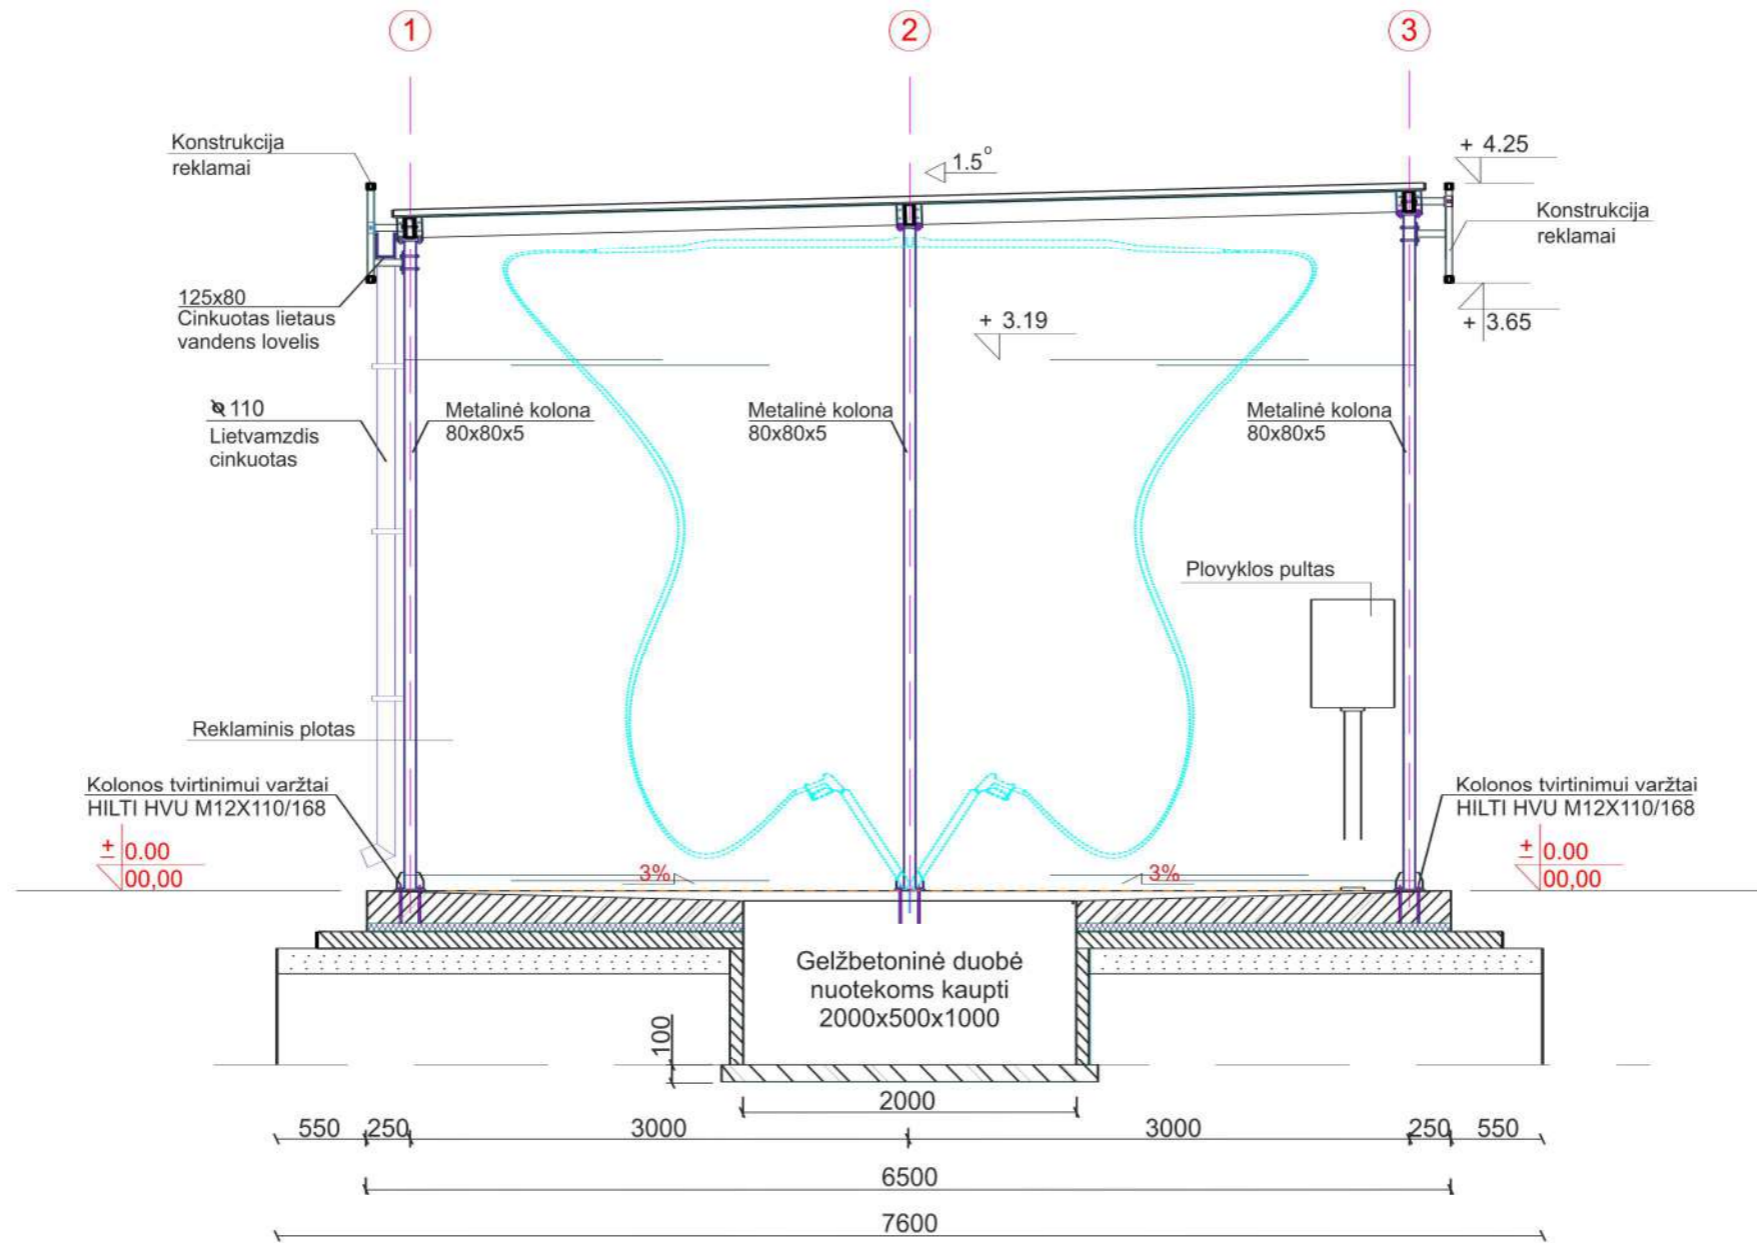 1
2
3
Konstrukcija
reklamai
1.5°
+ 4.25
Konstrukcija
reklamai
125x80
Cinkuotas lietaus
vandens lovelis
+ 3.19
+ 3.65
ø 110
Lietvamzdis
cinkuotas
Metalinė kolona
80x80x5
Metalinė kolona
80x80x5
Metalinė kolona
80x80x5
Plovyklos pultas
Reklaminis plotas
Kolonos tvirtinimui varžtai
HILTI HVU M12X110/168
Kolonos tvirtinimui varžtai
HILTI HVU M12X110/168
± 0.00
00,00
3%
3%
± 0.00
00,00
Gelžbetoninė duobė
nuotekoms kaupti
2000x500x1000
100
2000
550 250 3000 3000 250 550
6500
7600